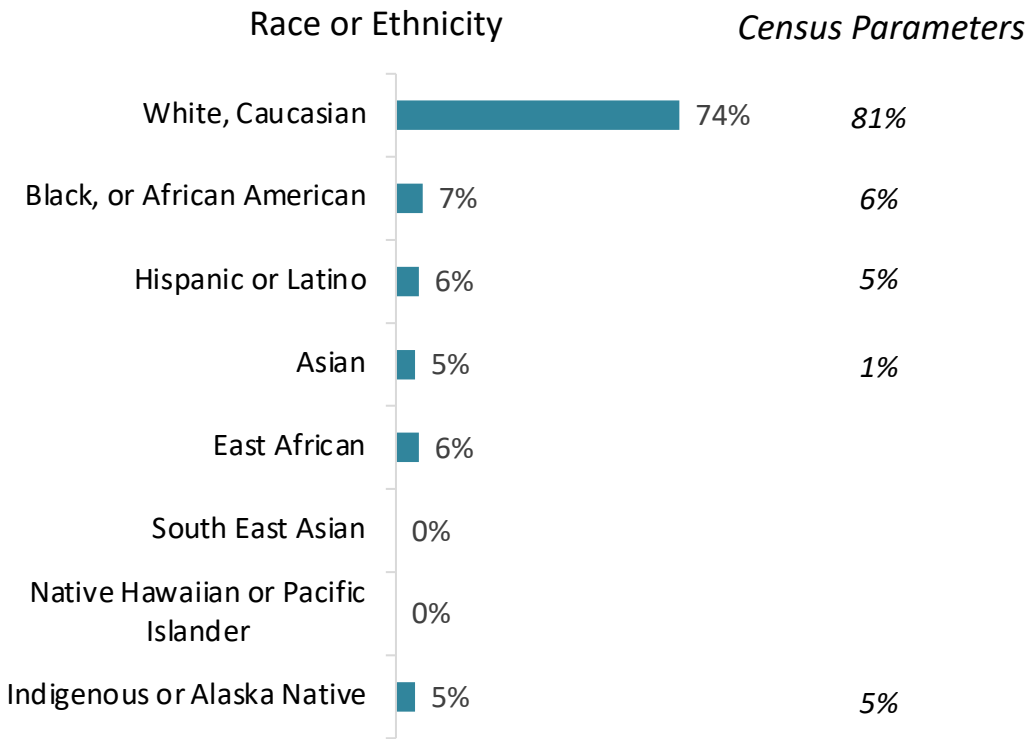 Race or Ethnicity Census Parameters
White, Caucasian 74% 81%
Black, or African American 7% 6%
Hispanic or Latino 6% 5%
Asian 5% 1%
East African 6%
South East Asian 0%
Native Hawaiian or Pacific
Islander 0%
Indigenous or Alaska Native 5% 5%